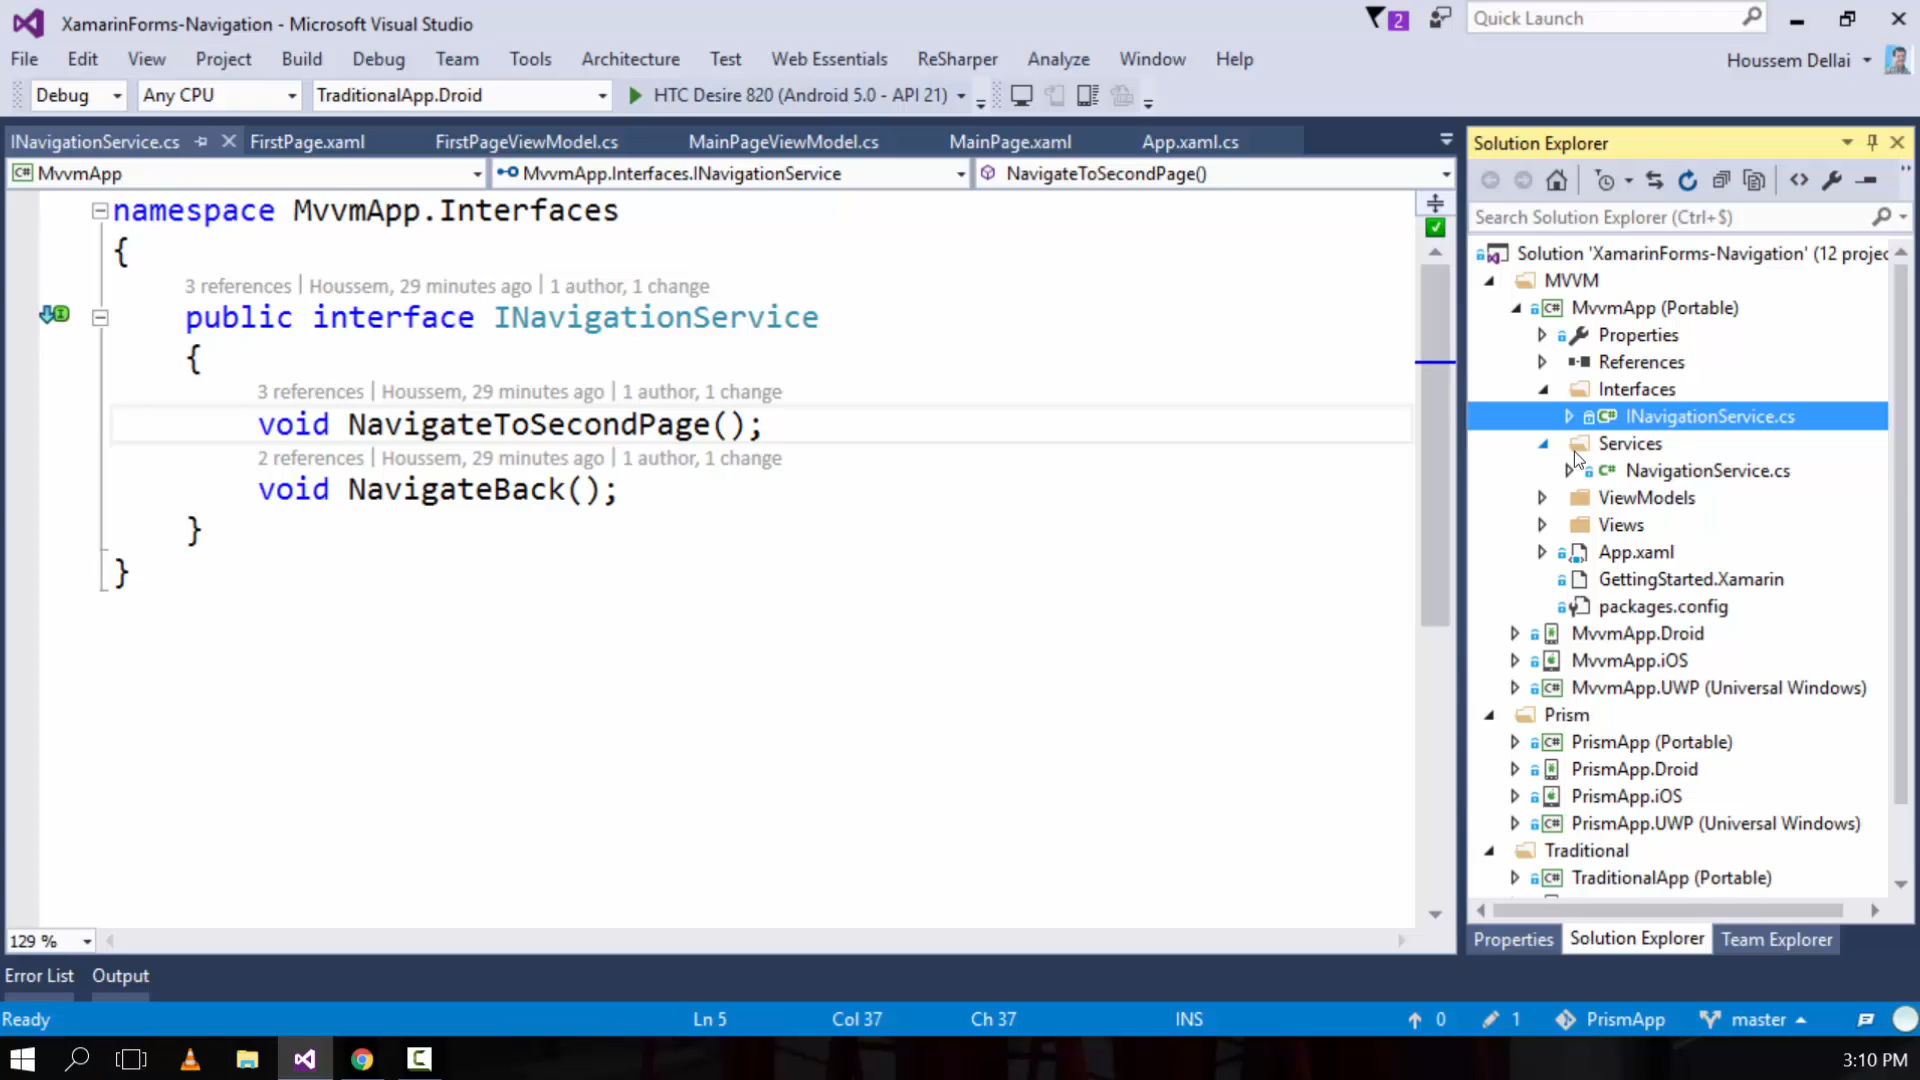 XamarinForms-Navigation - Microsoft Visual Studio
2
Quick Launch
File Edit View Project Build Debug Team Tools Architecture Test Web Essentials ReSharper Analyze Window Help
Houssem Dellai
Debug Any CPU TraditionalApp.Droid HTC Desire 820 (Android 5.0 - API 21)
INavigationService.cs FirstPage.xaml FirstPageViewModel.cs MainPageViewModel.cs MainPage.xaml App.xaml.cs
MvvmApp MvvmApp.Interfaces.INavigationService NavigateToSecondPage()
namespace MvvmApp.Interfaces
{
3 references | Houssem, 29 minutes ago | 1 author, 1 change
public interface INavigationService
{
3 references | Houssem, 29 minutes ago | 1 author, 1 change
void NavigateToSecondPage();
2 references | Houssem, 29 minutes ago | 1 author, 1 change
void NavigateBack();
}
}
129 %
Solution Explorer
Search Solution Explorer (Ctrl+$)
Solution 'XamarinForms-Navigation' (12 projec
MVVM
MvvmApp (Portable)
Properties
References
Interfaces
INavigationService.cs
Services
NavigationService.cs
ViewModels
Views
App.xaml
GettingStarted.Xamarin
packages.config
MvvmApp.Droid
MvvmApp.iOS
MvvmApp.UWP (Universal Windows)
Prism
PrismApp (Portable)
PrismApp.Droid
PrismApp.iOS
PrismApp.UWP (Universal Windows)
Traditional
TraditionalApp (Portable)
Properties Solution Explorer Team Explorer
Error List Output
Ready Ln 5 Col 37 Ch 37 INS 0 1 PrismApp master
3:10 PM